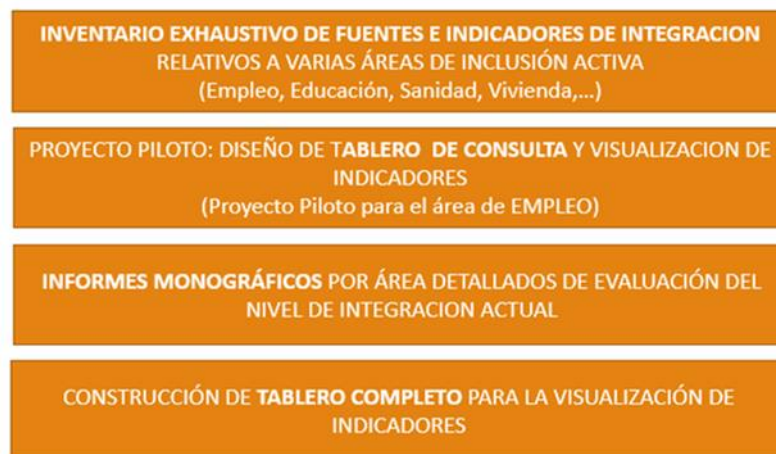 INVENTARIO EXHAUSTIVO DE FUENTES E INDICADORES DE INTEGRACION
RELATIVOS A VARIAS ÁREAS DE INCLUSIÓN ACTIVA
(Empleo, Educación, Sanidad, Vivienda,...)
PROYECTO PILOTO: DISEÑO DE TABLERO DE CONSULTA Y VISUALIZACION DE
INDICADORES
(Proyecto Piloto para el área de EMPLEO)
INFORMES MONOGRÁFICOS POR ÁREA DETALLADOS DE EVALUACIÓN DEL
NIVEL DE INTEGRACION ACTUAL
CONSTRUCCIÓN DE TABLERO COMPLETO PARA LA VISUALIZACIÓN DE
INDICADORES